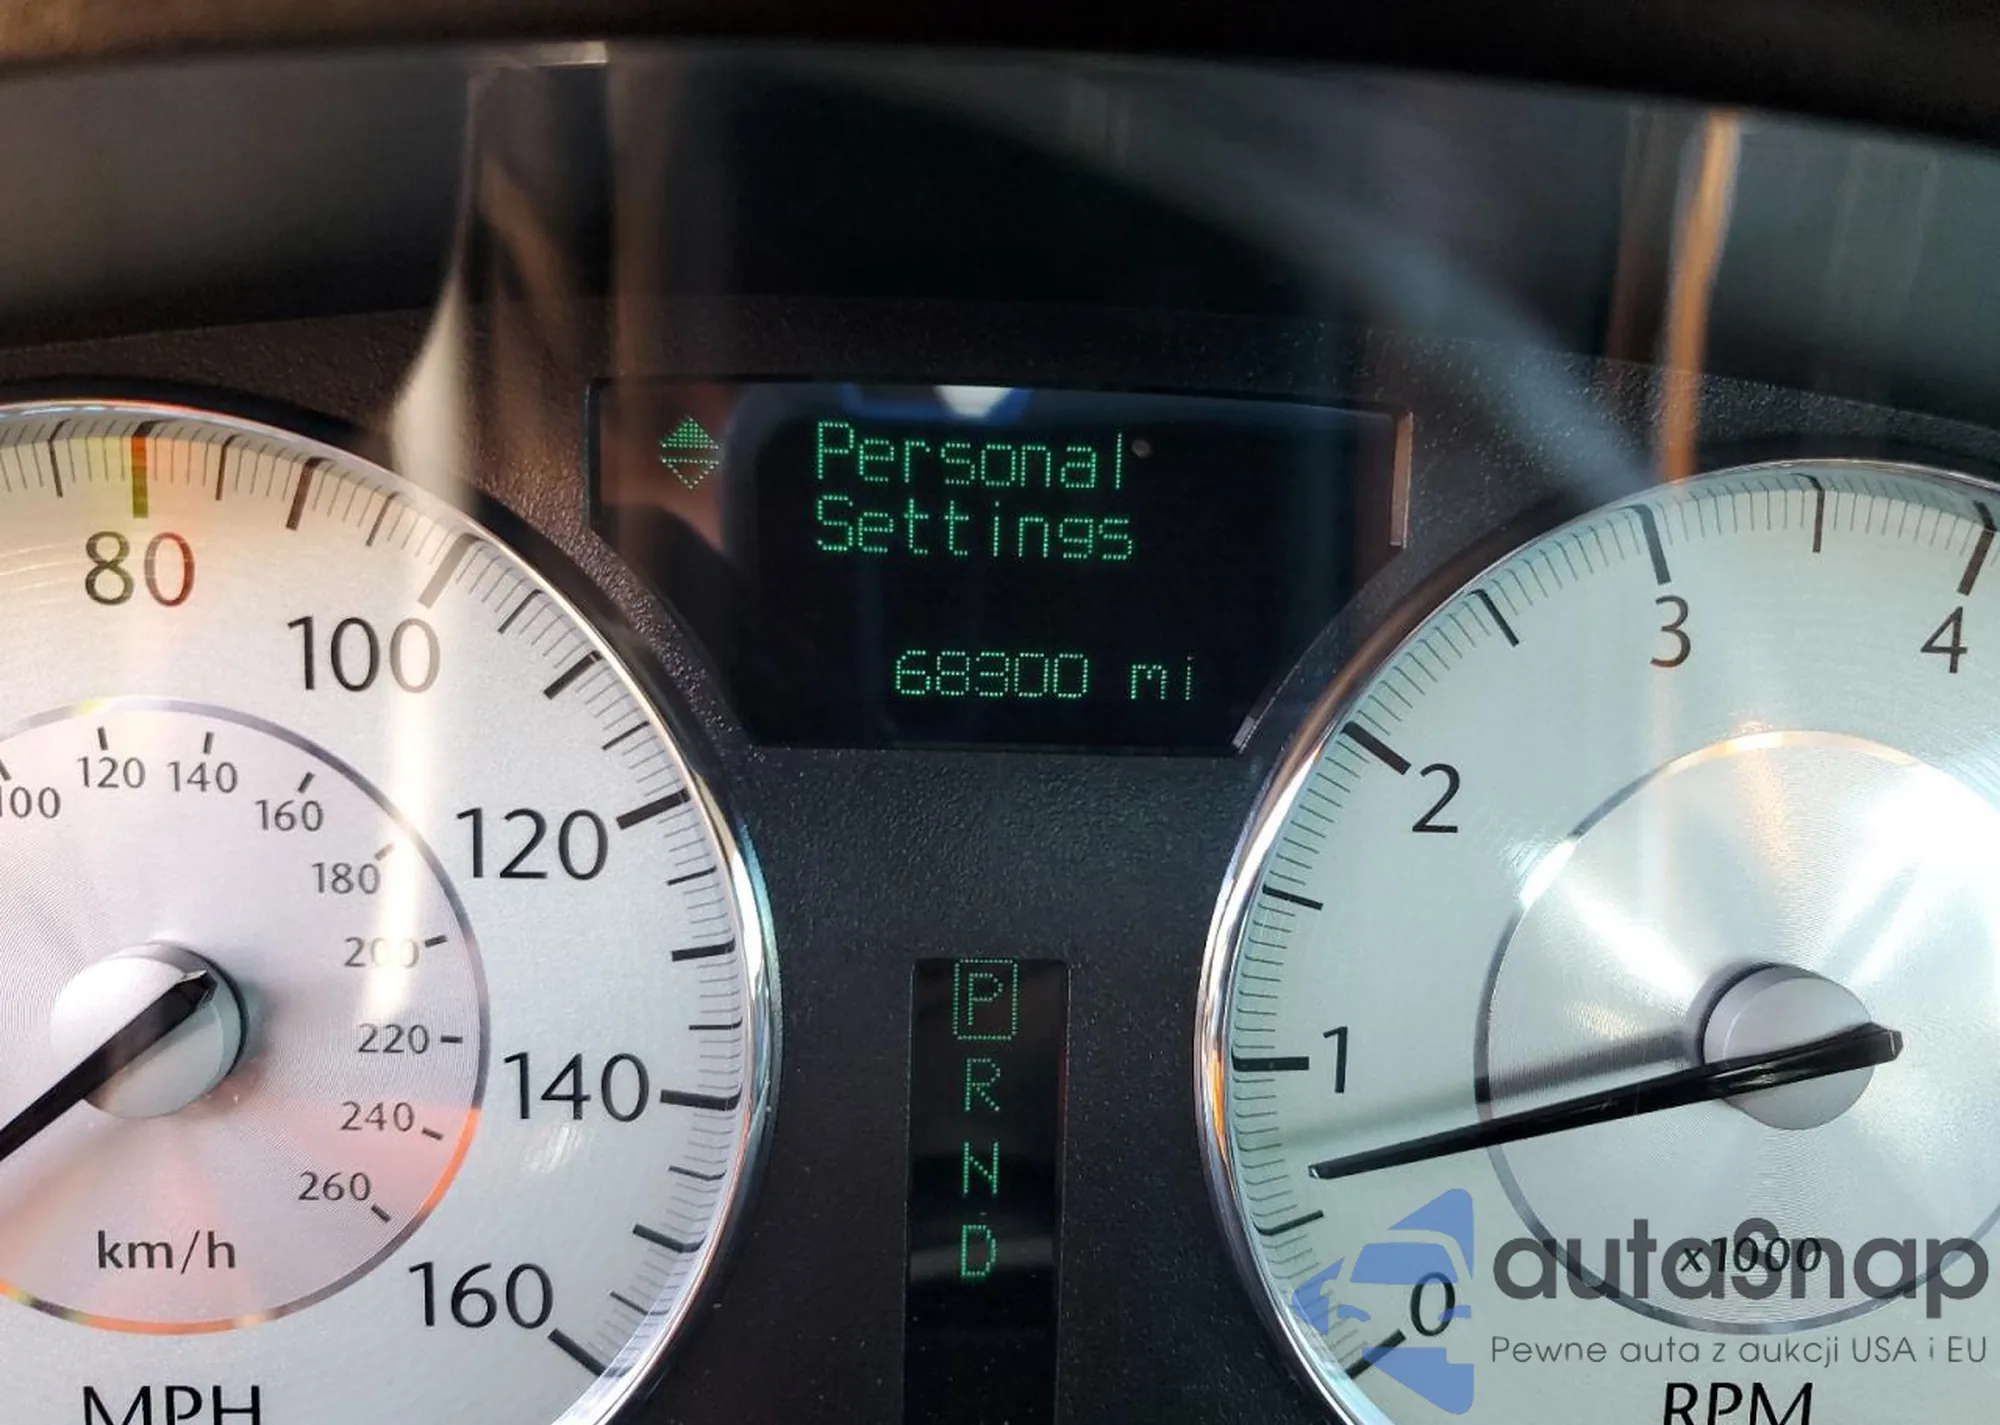 Personal
Settings
68300 mi
80
100
120
140
160
100
120
140
160
180
200
220
240
260
km/h
MPH
P
R
N
D
4
3
2
1
0
x1000
RPM
autaSnap
Pewne auta z aukcji USA i EU